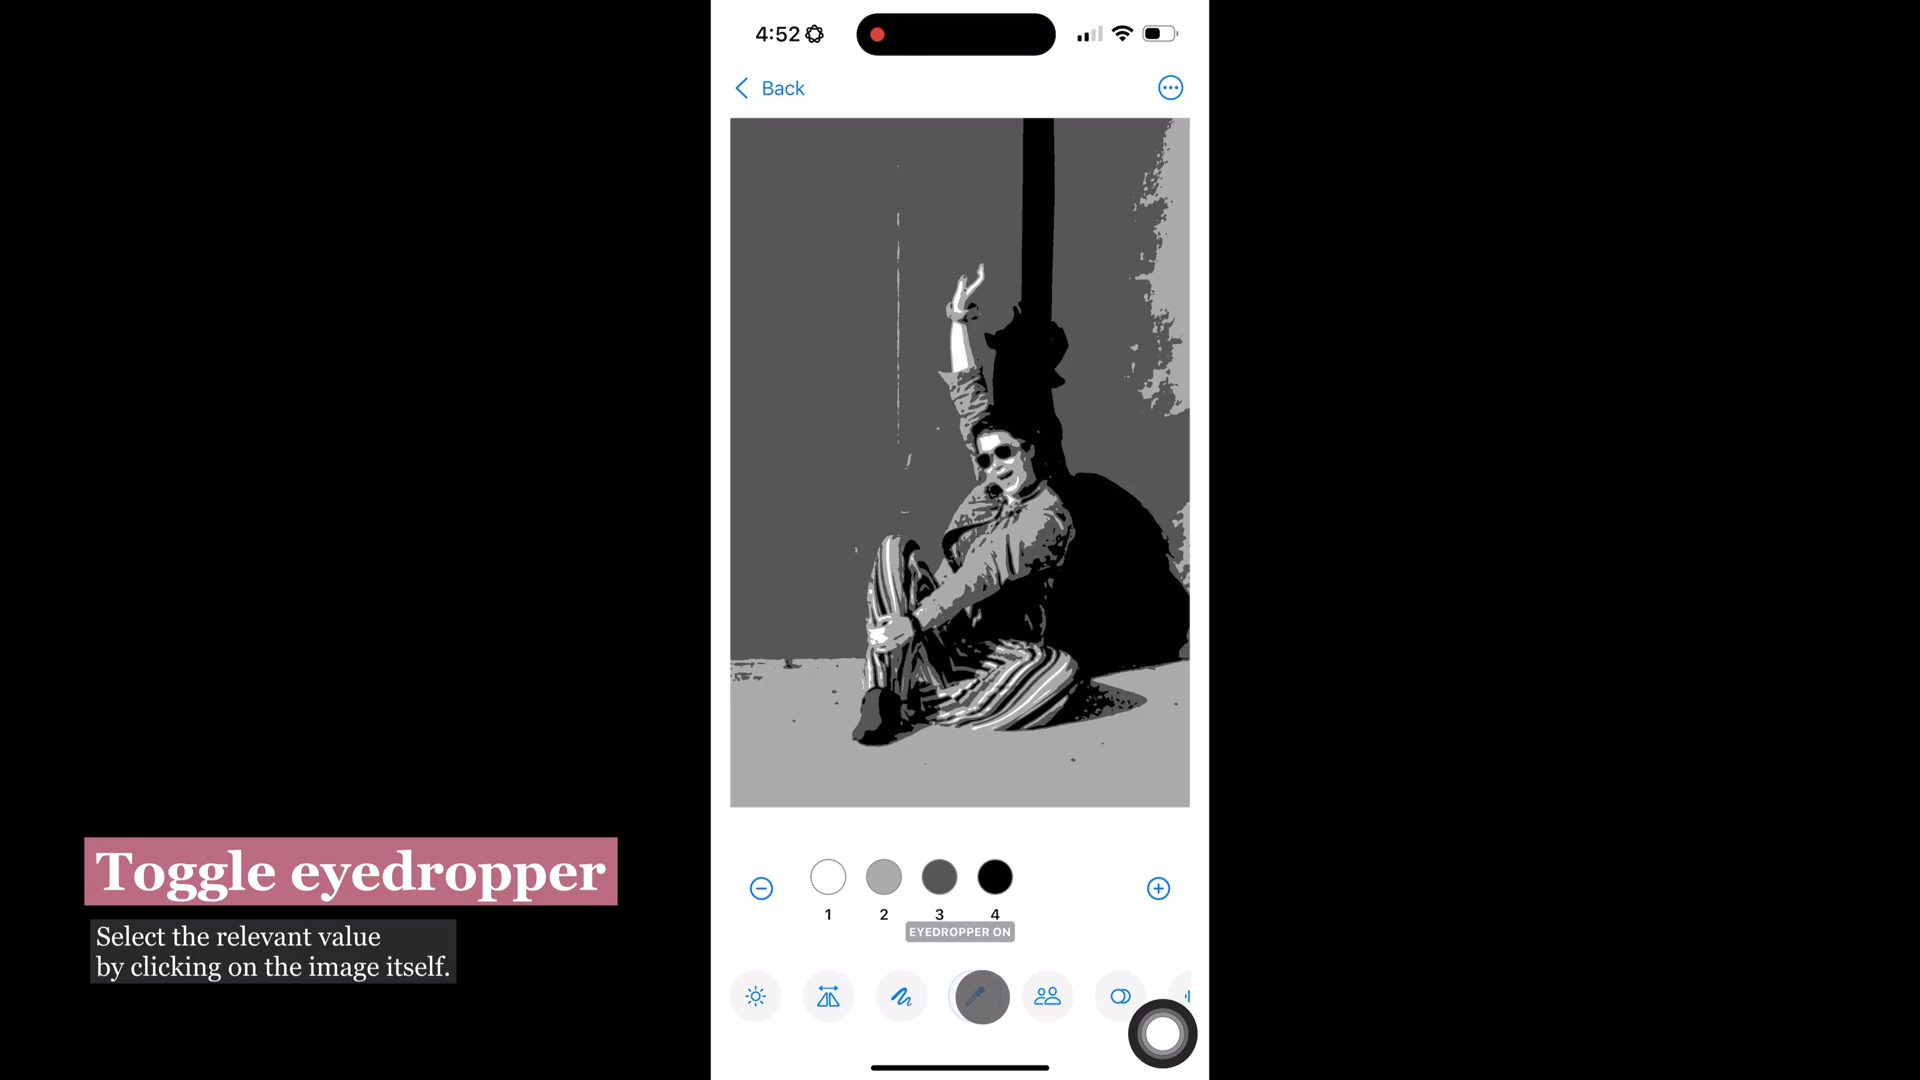 4:52
Back
1 2 3 4
EYEDROPPER ON
Toggle eyedropper
Select the relevant value
by clicking on the image itself.